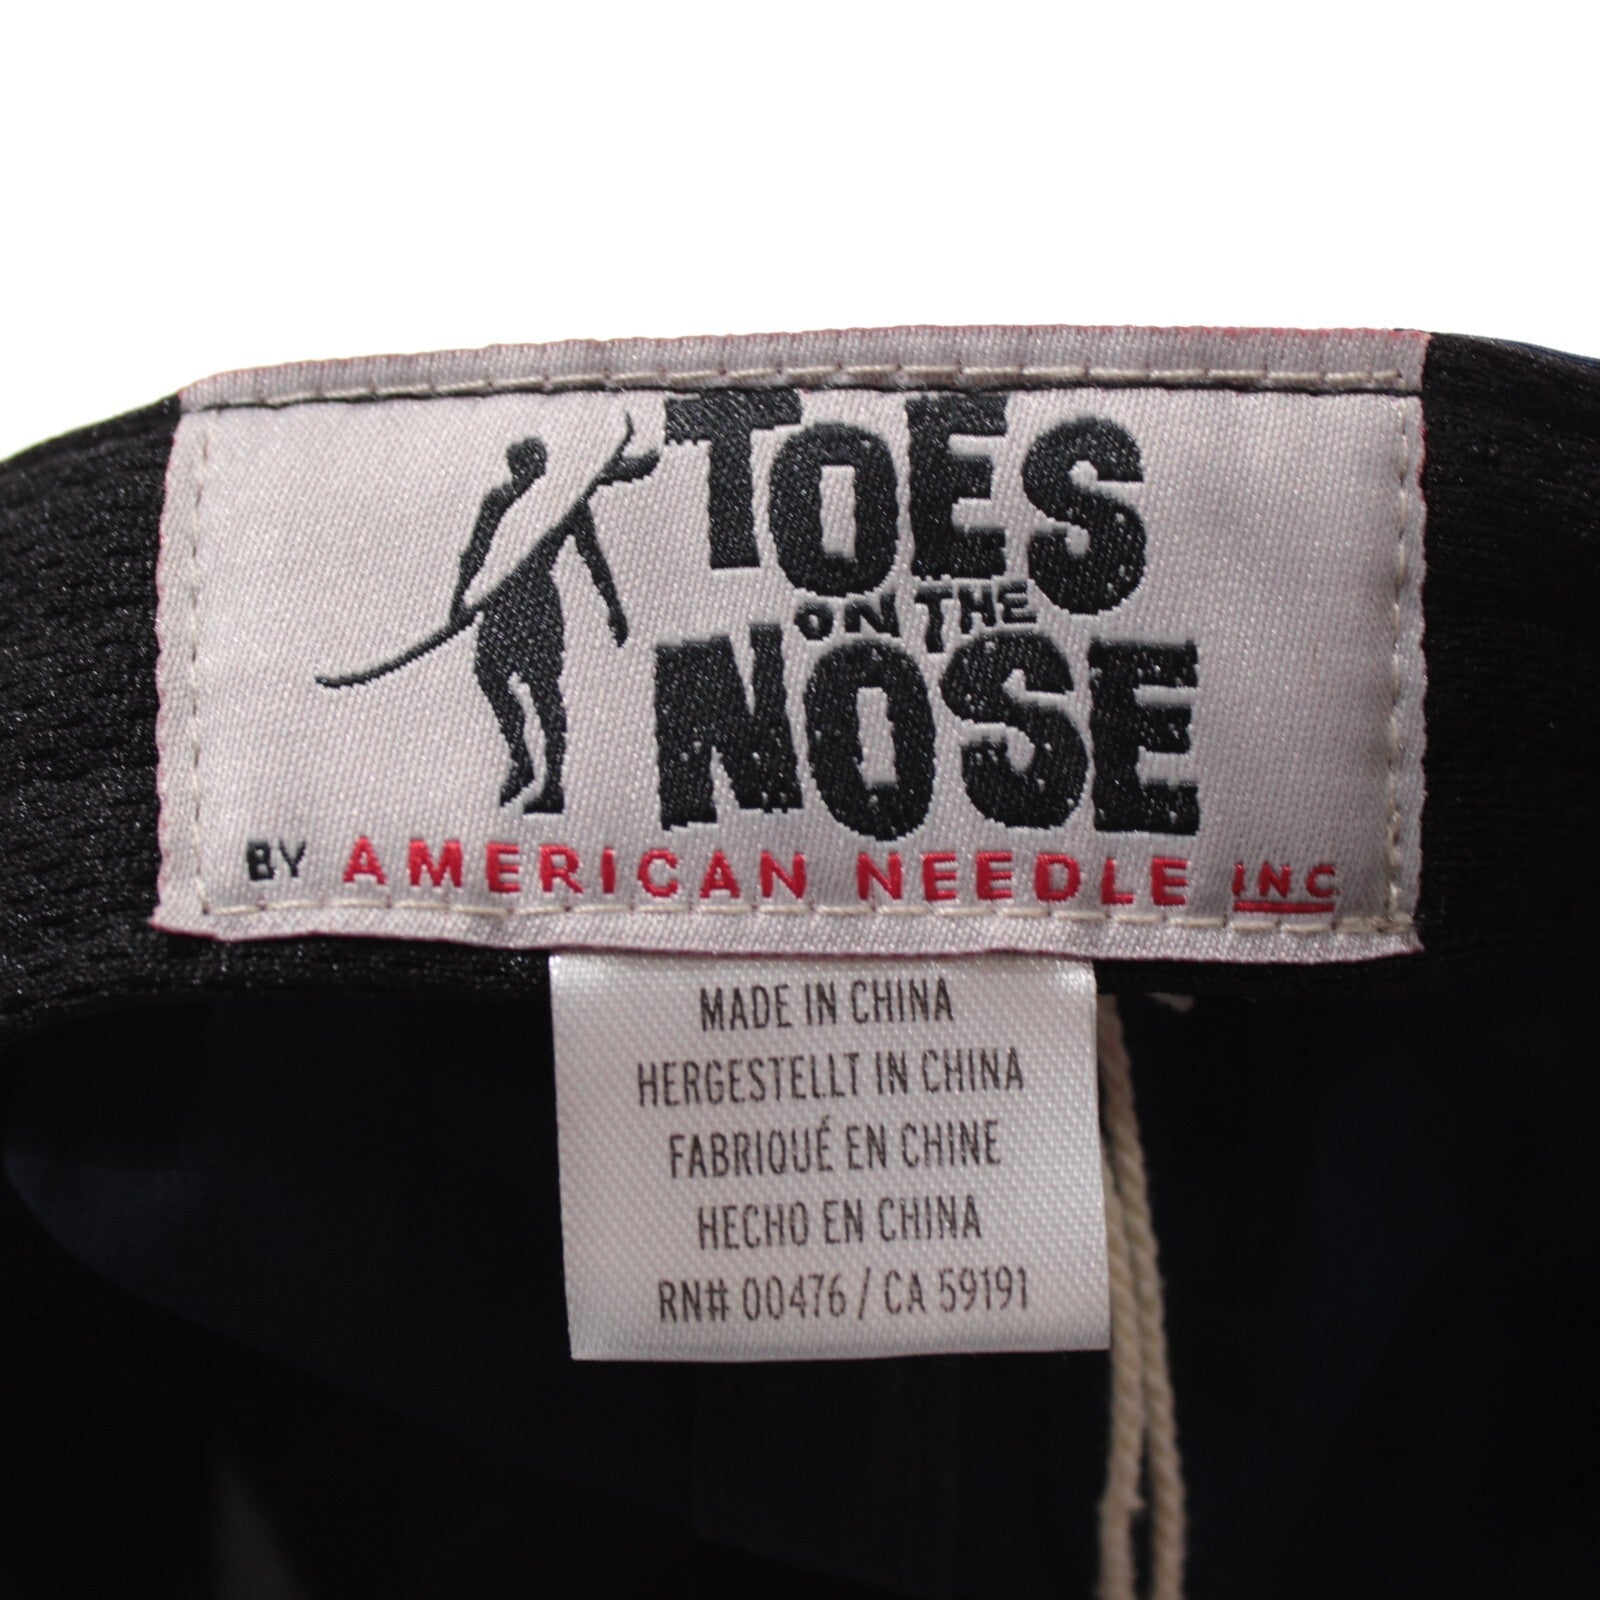 TOES
ON THE
NOSE
BY AMERICAN NEEDLE INC
MADE IN CHINA
HERGESTELLT IN CHINA
FABRIQUÉ EN CHINE
HECHO EN CHINA
RN# 00476 / CA 59191